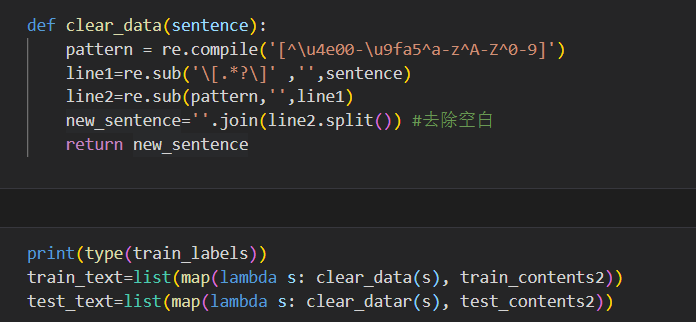 def clear_data(sentence):
    pattern = re.compile('[^\u4e00-\u9fa5^a-z^A-Z^0-9]')
    line1=re.sub('\[.*?\]' ,'',sentence)
    line2=re.sub(pattern,'',line1)
    new_sentence=''.join(line2.split()) #去除空白
    return new_sentence
print(type(train_labels))
train_text=list(map(lambda s: clear_data(s), train_contents2))
test_text=list(map(lambda s: clear_datar(s), test_contents2))